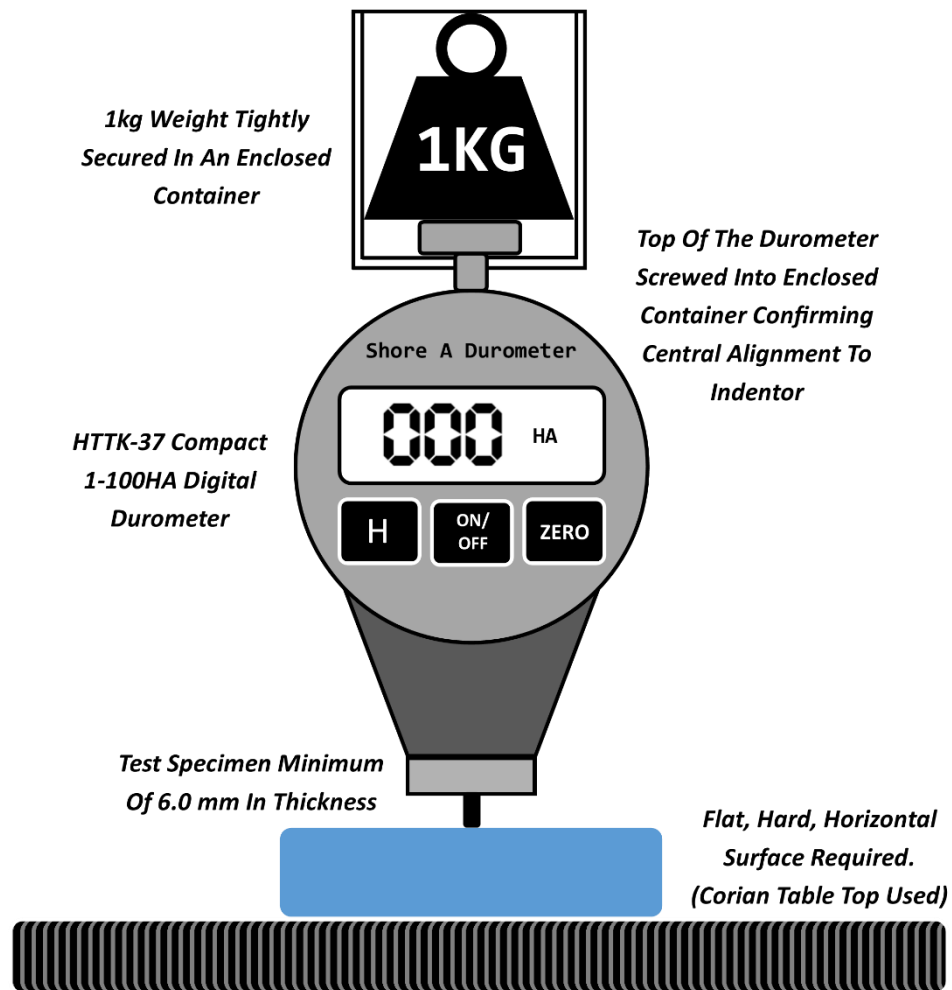 1kg Weight Tightly
Secured In An Enclosed
Container
1KG
Top Of The Durometer
Screwed Into Enclosed
Container Confirming
Central Alignment To
Indentor
Shore A Durometer
000 HA
HTTK-37 Compact
1-100HA Digital
Durometer
H
ON/
OFF
ZERO
Test Specimen Minimum
Of 6.0 mm In Thickness
Flat, Hard, Horizontal
Surface Required.
(Corian Table Top Used)